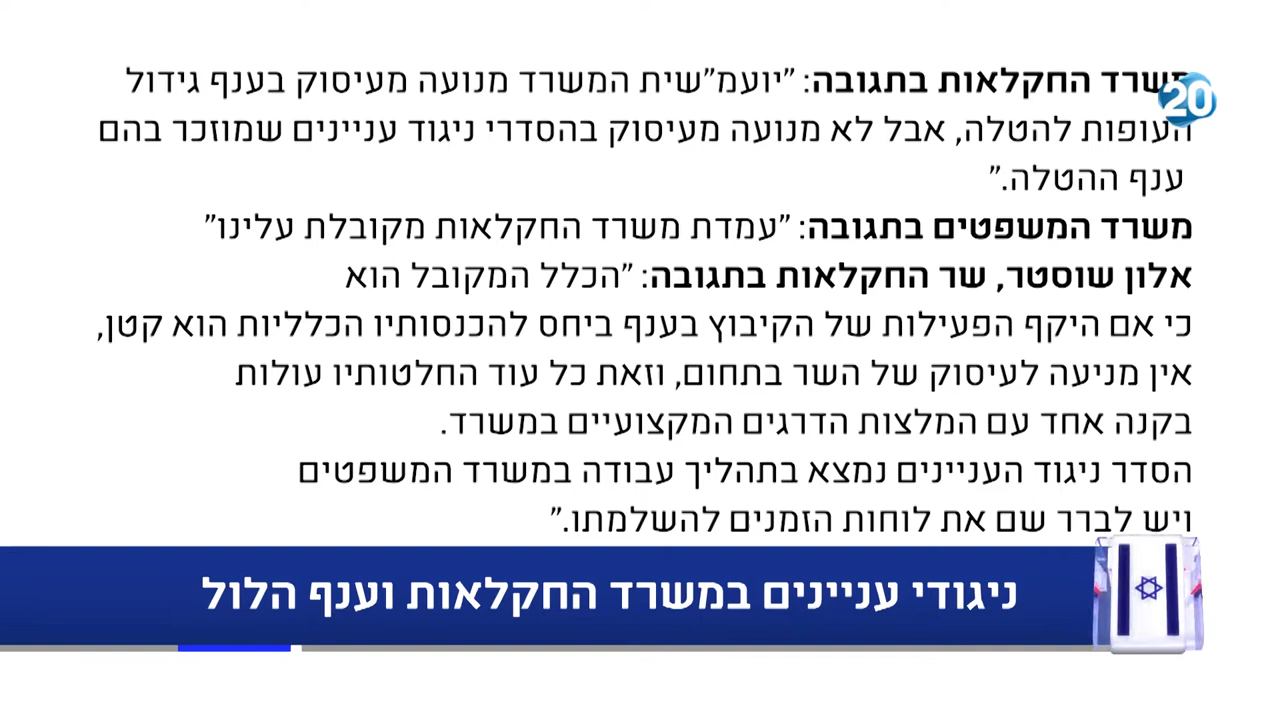 משרד החקלאות בתגובה: "יועמ"שית המשרד מנועה מעיסוק בענף גידול
העופות להטלה, אבל לא מנועה מעיסוק בהסדרי ניגוד עניינים שמוזכר בהם
ענף ההטלה."
משרד המשפטים בתגובה: "עמדת משרד החקלאות מקובלת עלינו"
אלון שוסטר, שר החקלאות בתגובה: "הכלל המקובל הוא
כי אם היקף הפעילות של הקיבוץ בענף ביחס להכנסותיו הכלליות הוא קטן,
אין מניעה לעיסוק של השר בתחום, וזאת כל עוד החלטותיו עולות
בקנה אחד עם המלצות הדרגים המקצועיים במשרד.
הסדר ניגוד העניינים נמצא בתהליך עבודה במשרד המשפטים
ויש לברר שם את לוחות הזמנים להשלמתו."
ניגודי עניינים במשרד החקלאות וענף הלול
20